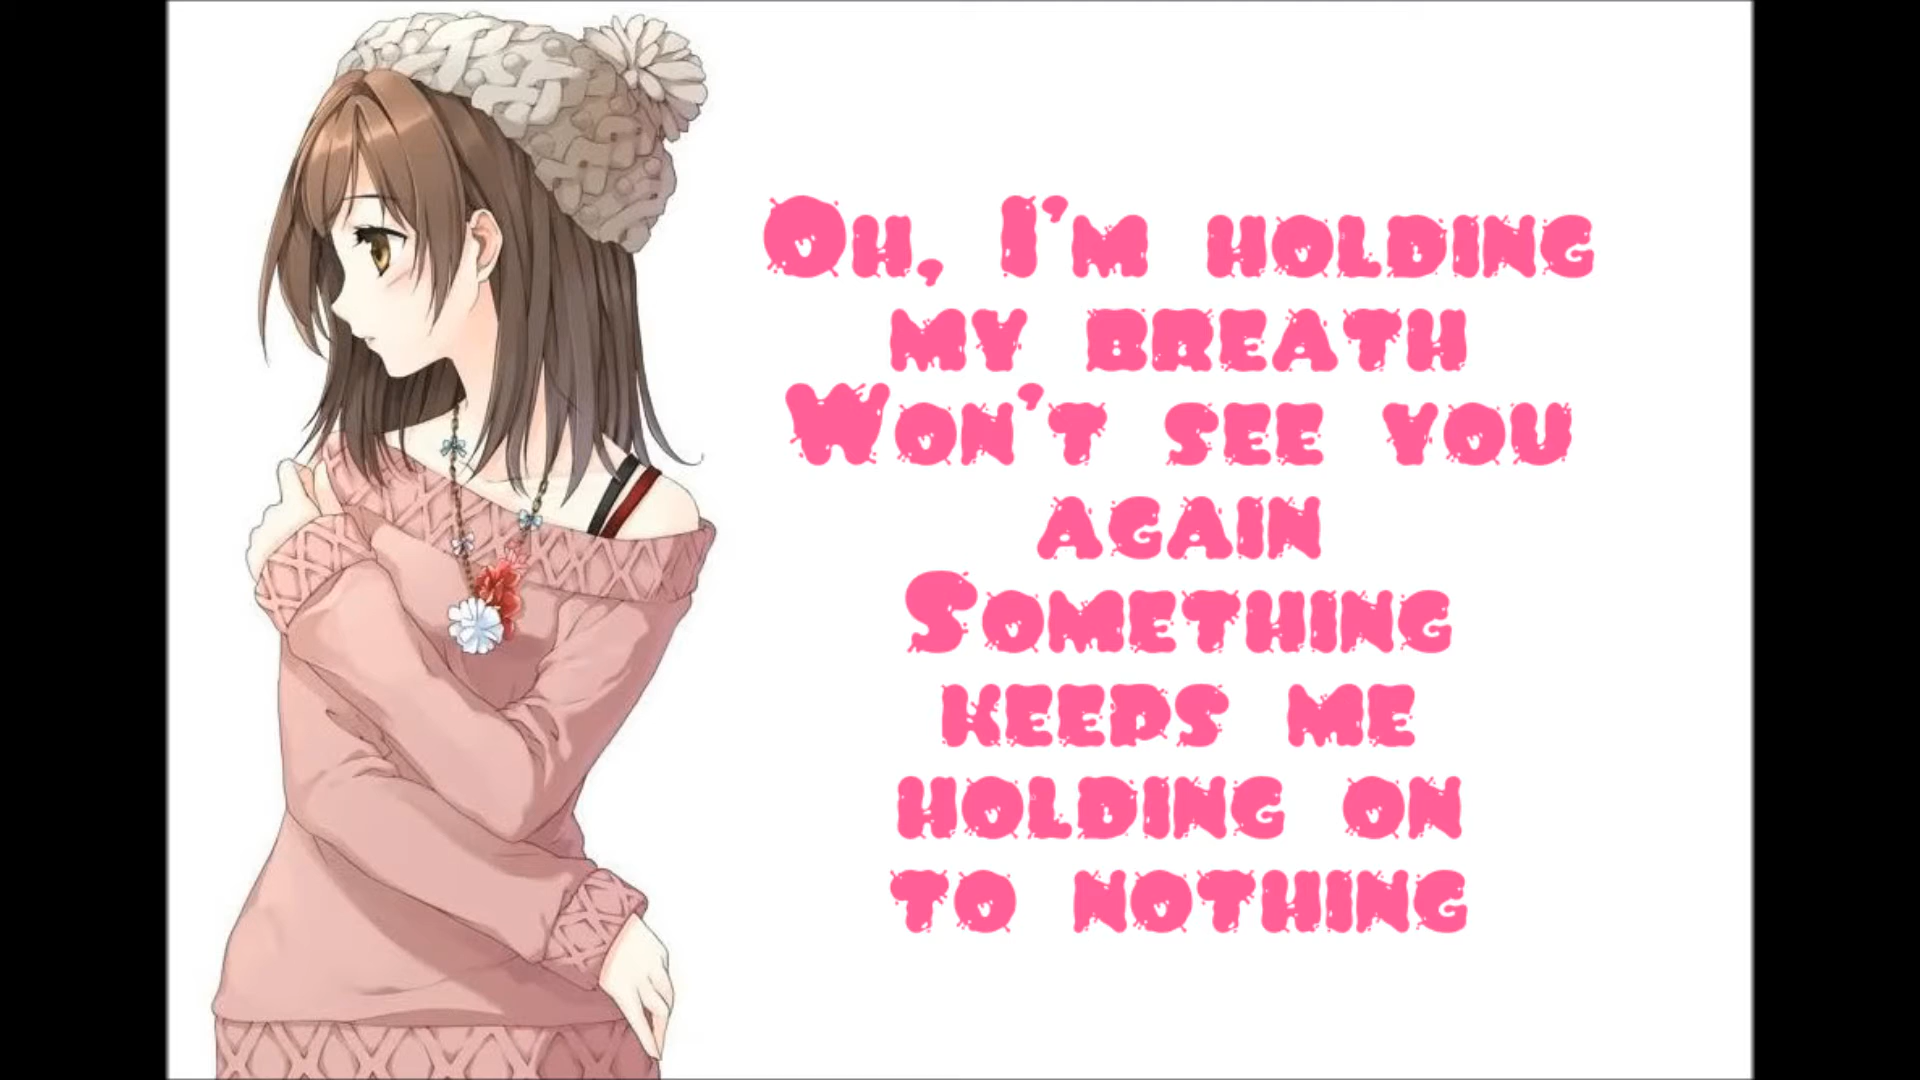 Oh, I'm holding
my breath
Won't see you
again
Something
keeps me
holding on
to nothing